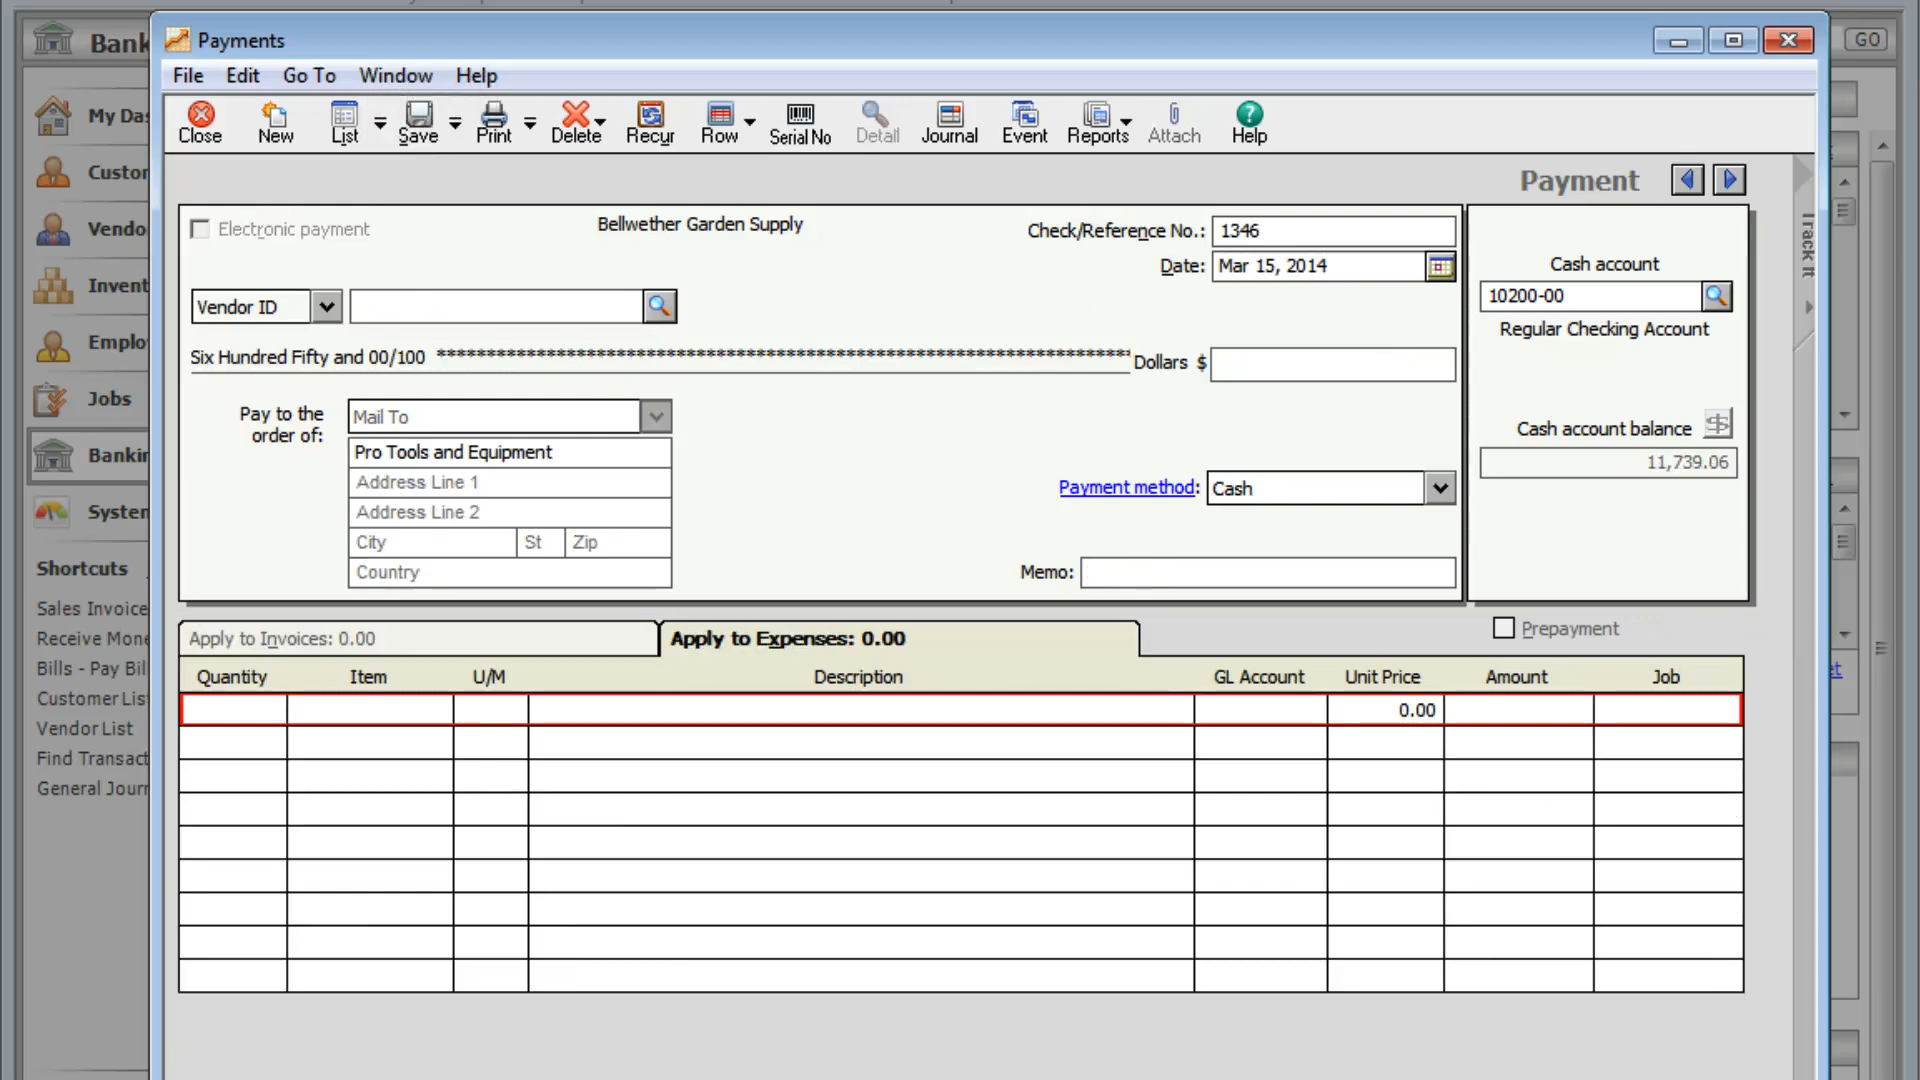 Payments
Bank
GO
File Edit Go To Window Help
Close New List Save Print Delete Recur Row Serial No Detail Journal Event Reports Attach Help
My Das
Custor
Vendo
Invent
Emplo
Jobs
Bankin
System
Shortcuts
Sales Invoice
Receive Mone
Bills - Pay Bil
Customer List
Vendor List
Find Transact
General Journ
Payment
Track It
Electronic payment
Bellwether Garden Supply
Check/Reference No.: 1346
Date: Mar 15, 2014
Cash account
10200-00
Regular Checking Account
Vendor ID
Six Hundred Fifty and 00/100 Dollars $
Pay to the
order of:
Mail To
Pro Tools and Equipment
Address Line 1
Address Line 2
City St Zip
Country
Cash account balance
11,739.06
Payment method: Cash
Memo:
Apply to Invoices: 0.00
Apply to Expenses: 0.00
Prepayment
Quantity Item U/M Description GL Account Unit Price Amount Job
0.00